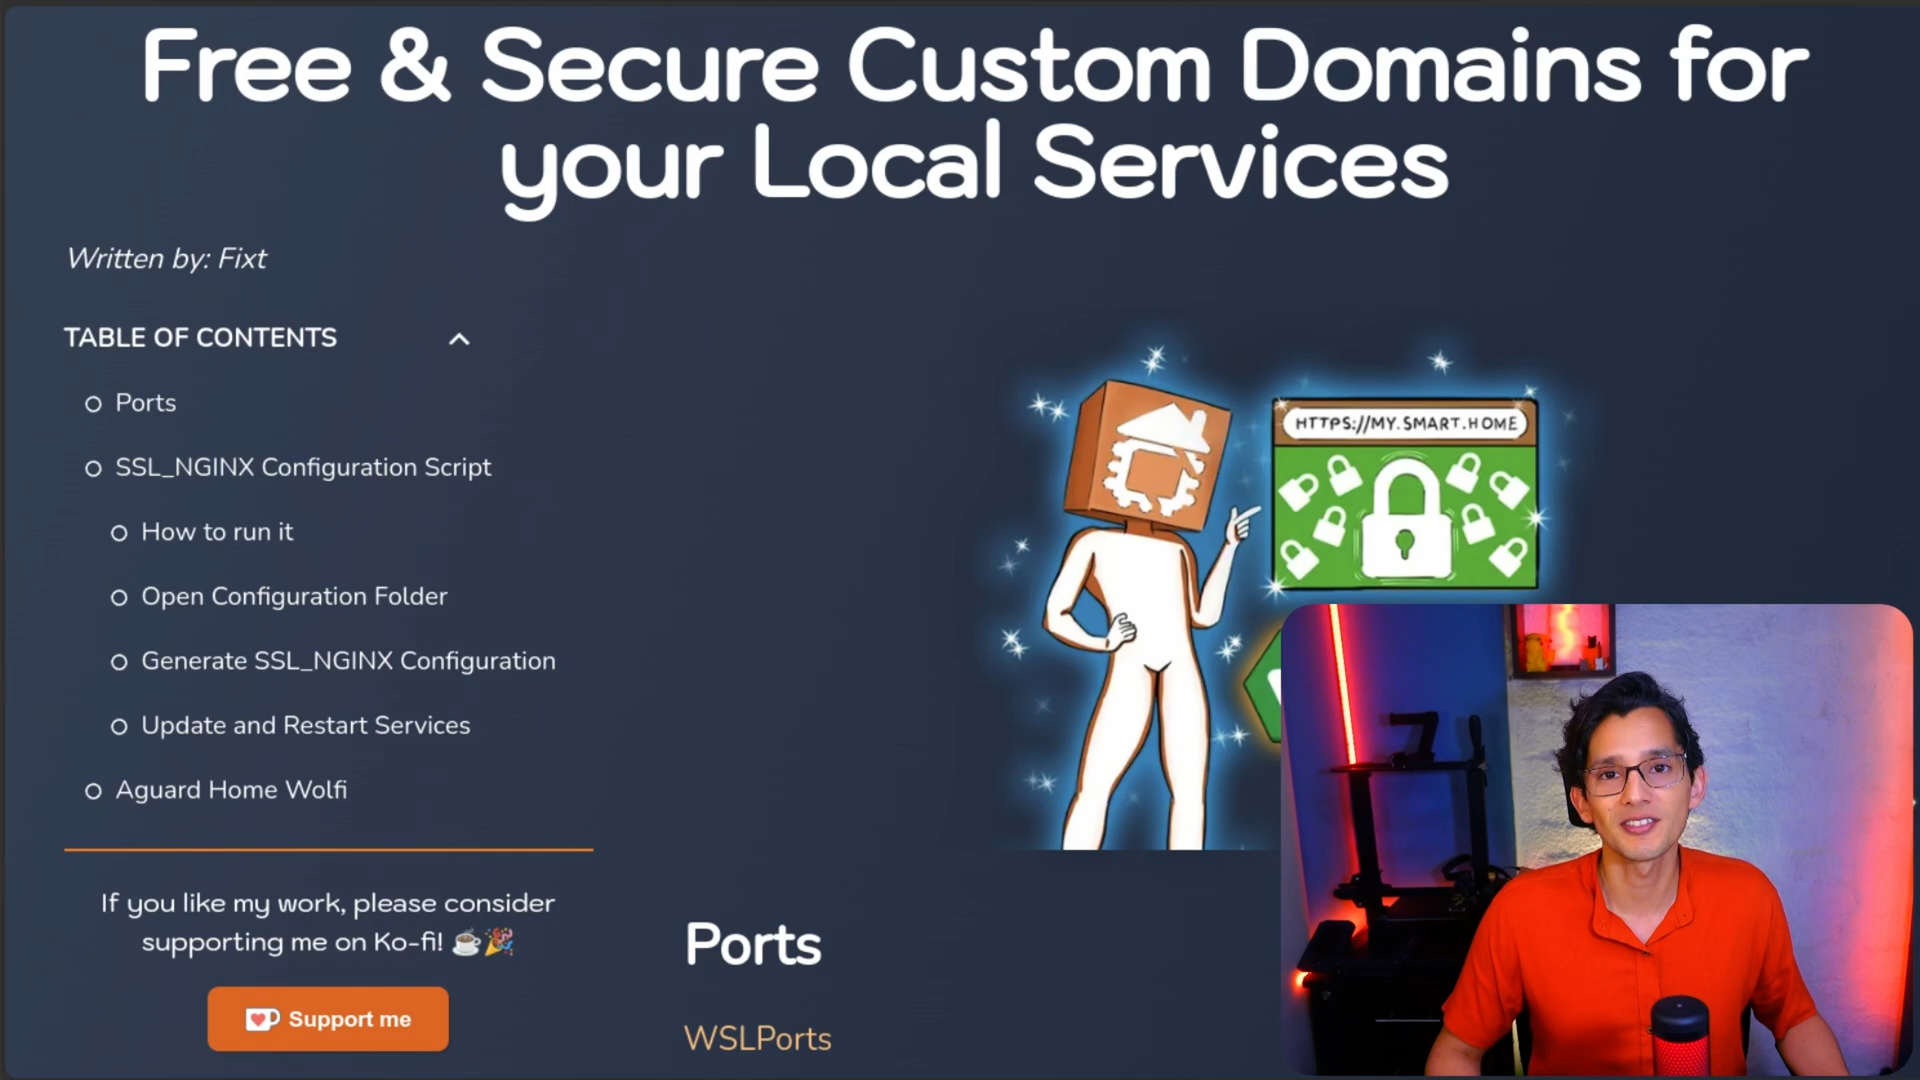 Free & Secure Custom Domains for
your Local Services
Written by: Fixt
TABLE OF CONTENTS
Ports
SSL_NGINX Configuration Script
How to run it
Open Configuration Folder
Generate SSL_NGINX Configuration
Update and Restart Services
Aguard Home Wolfi
If you like my work, please consider
supporting me on Ko-fi! ☕🎉
Support me
HTTPS://MY.SMART.HOME
Ports
WSLPorts